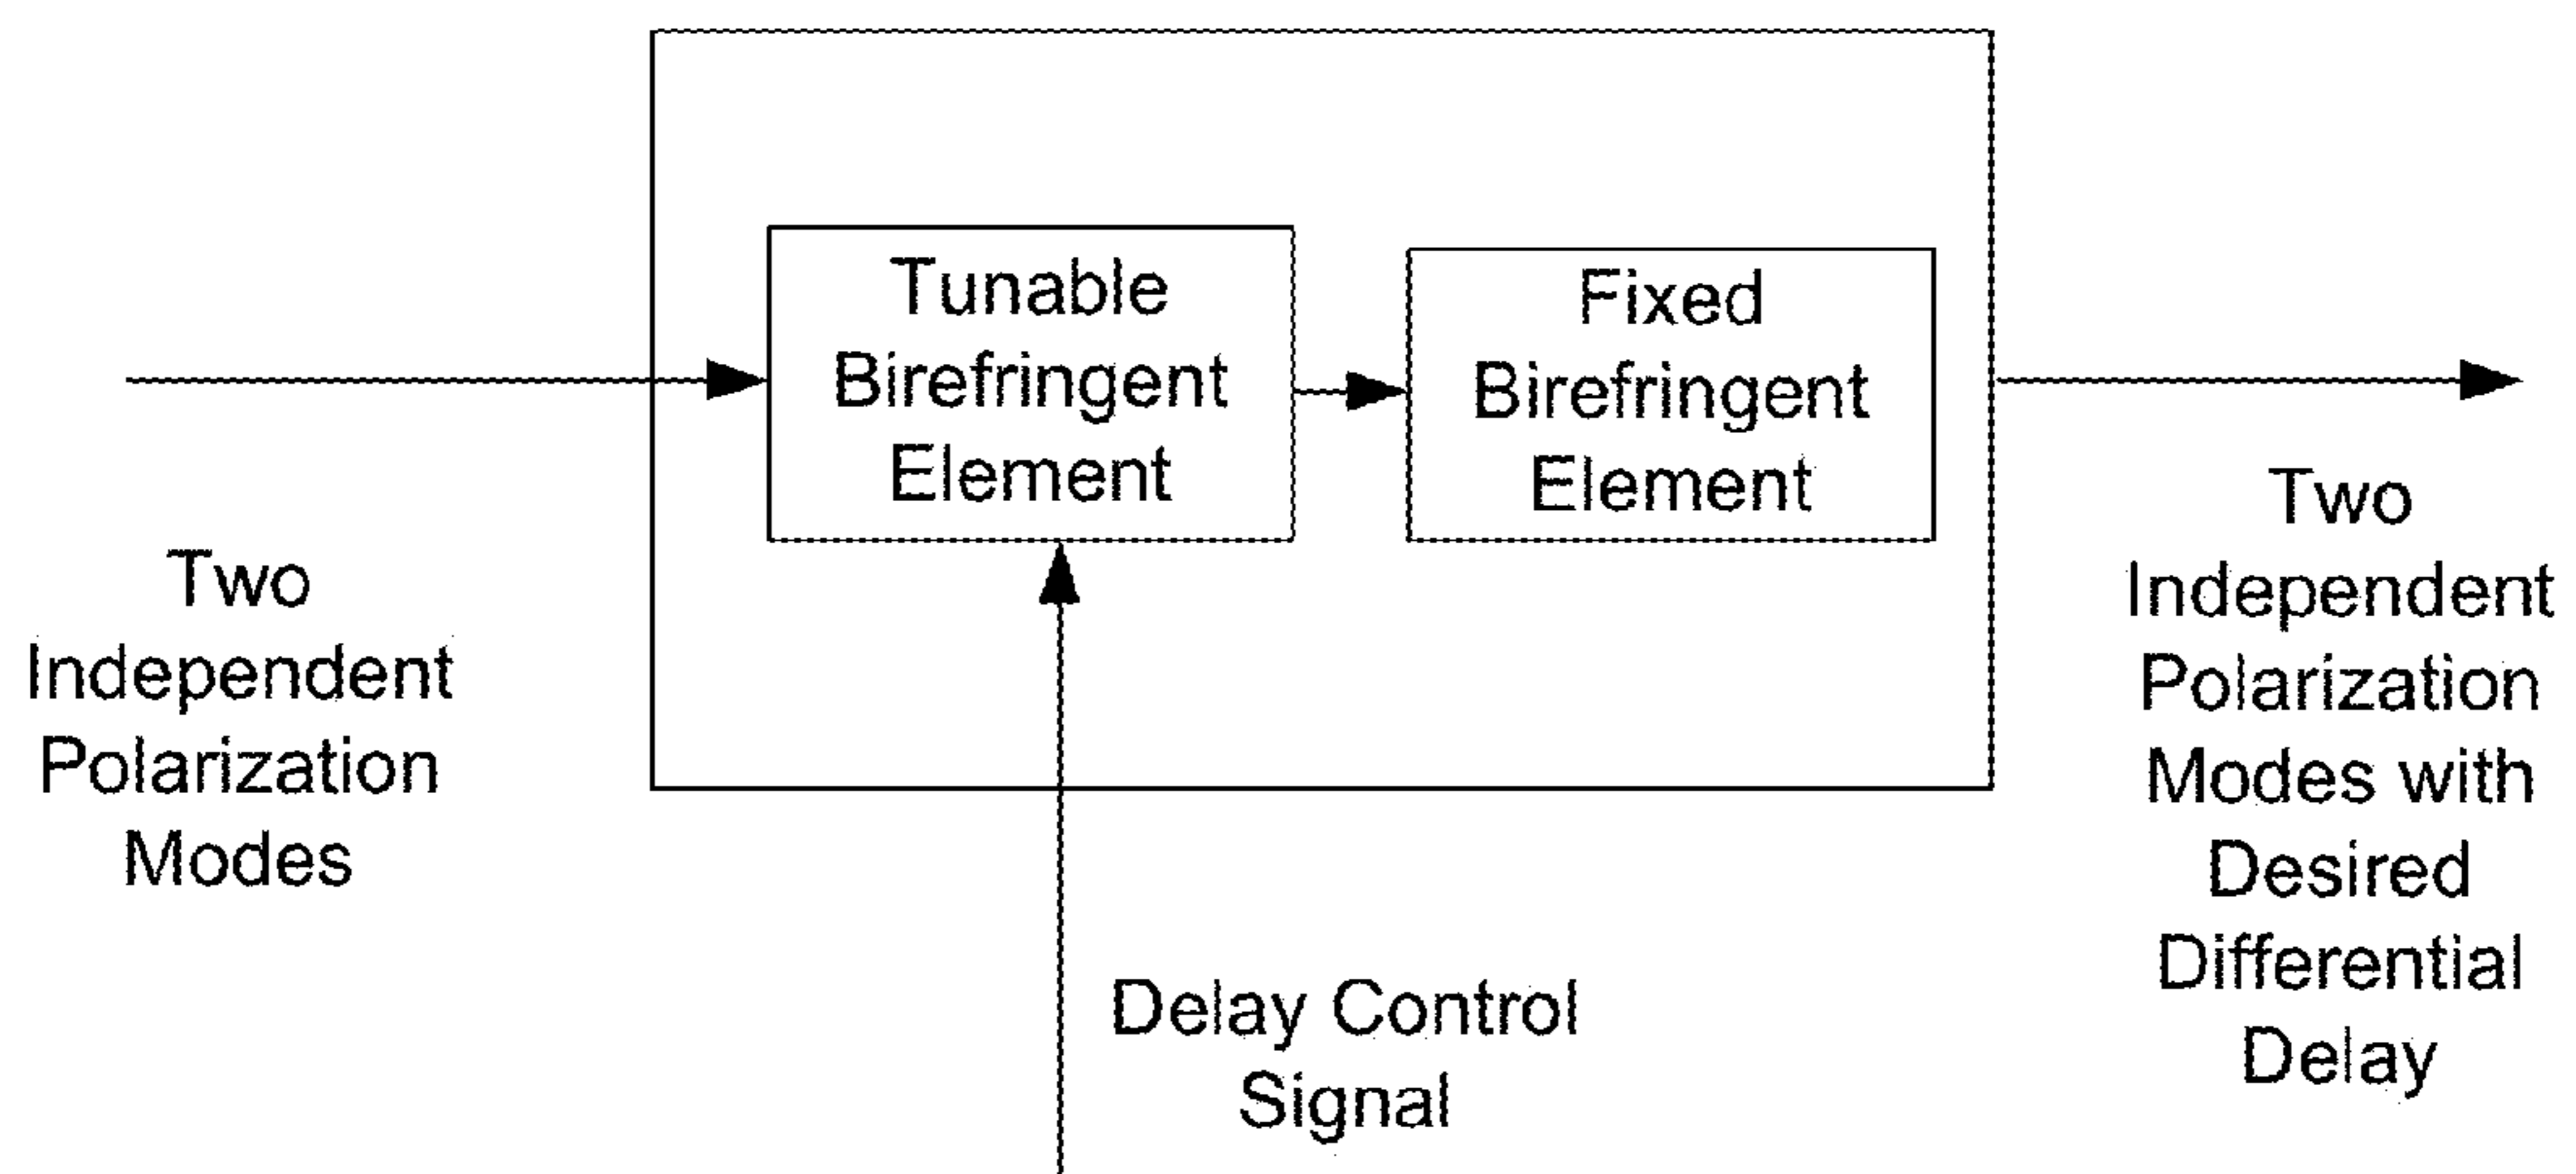 Tunable
Birefringent
Element
Fixed
Birefringent
Element
Two
Independent
Polarization
Modes
Two
Independent
Polarization
Modes with
Desired
Differential
Delay
Delay Control
Signal